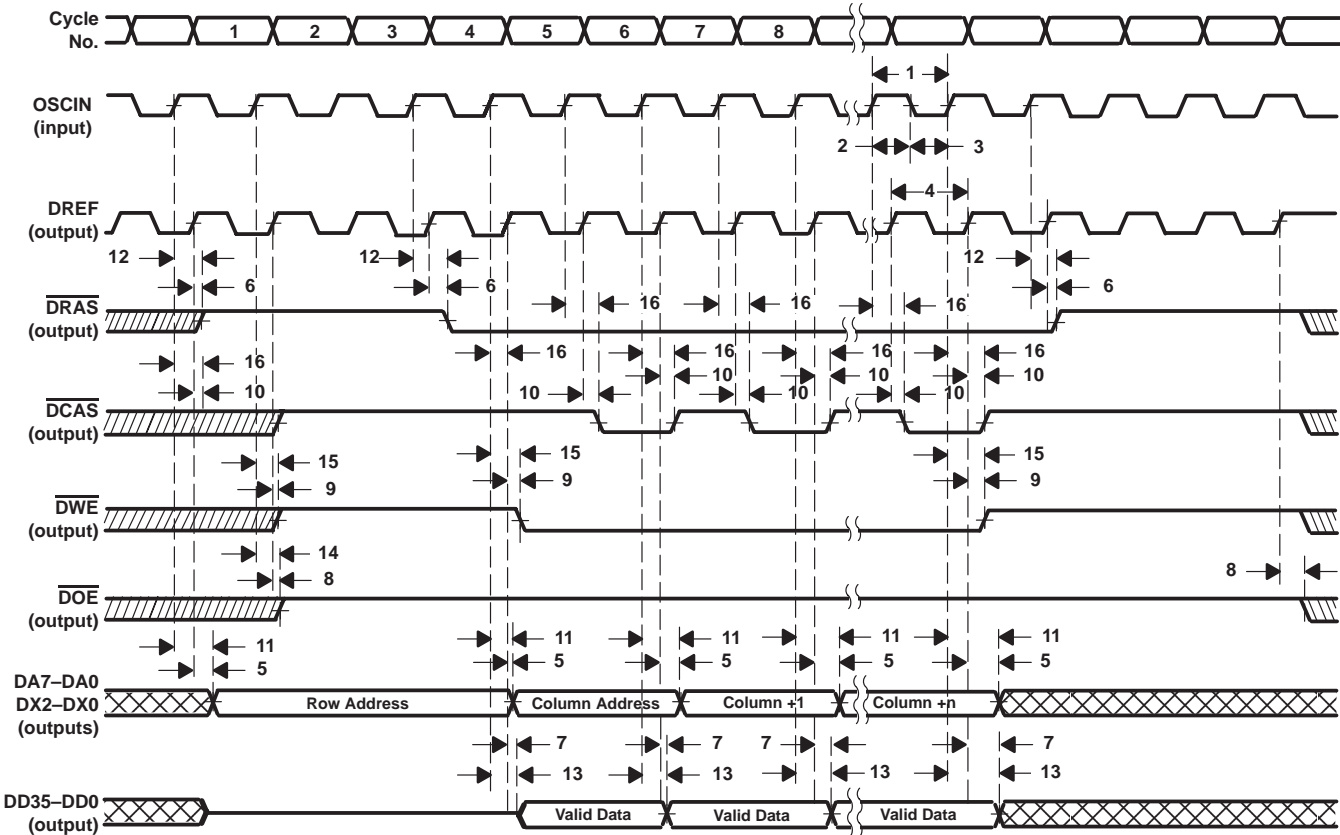 Cycle
No.
1 2 3 4 5 6 7 8
1
OSCIN
(input)
2 3
4
DREF
(output)
12 12 12
6 6 6
DRAS
(output)
16 16 16
16 16 16 16 16
10 10 10 10 10
10 10
DCAS
(output)
15 15 15
9 9 9
DWE
(output)
14
8 8
DOE
(output)
11 11 11 11 11
5 5 5 5 5
DA7–DA0
DX2–DX0
(outputs)
Row Address Column Address Column +1 Column +n
7 7 7 7
13 13 13 13
DD35–DD0
(output)
Valid Data Valid Data Valid Data